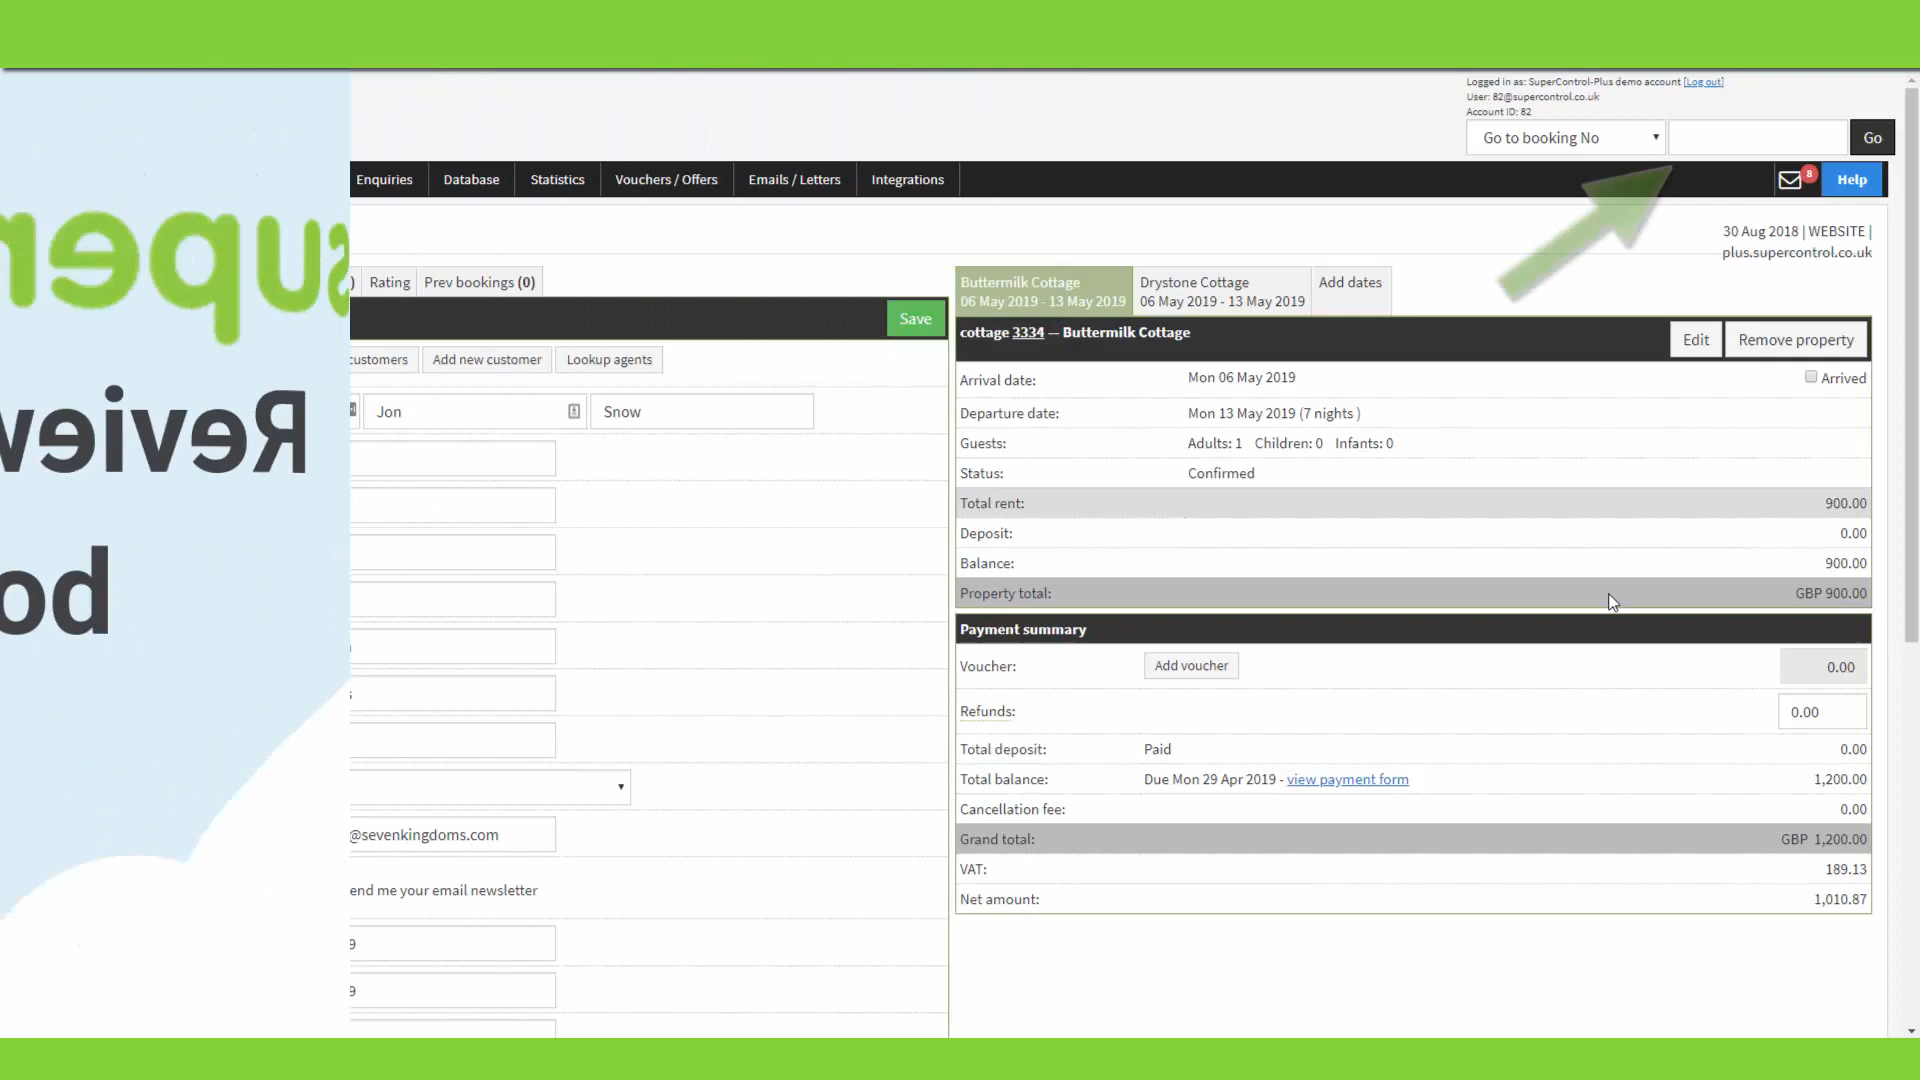 Logged in as: SuperControl-Plus demo account [Log out]
User: 82@supercontrol.co.uk
Account ID: 82
Go to booking No
Go
Enquiries
Database
Statistics
Vouchers / Offers
Emails / Letters
Integrations
8
Help
30 Aug 2018 | WEBSITE |
plus.supercontrol.co.uk
super
Review
bo
) Rating Prev bookings (0)
Save
customers
Add new customer
Lookup agents
Jon
Snow
@sevenkingdoms.com
end me your email newsletter
9
9
Buttermilk Cottage
06 May 2019 - 13 May 2019
Drystone Cottage
06 May 2019 - 13 May 2019
Add dates
cottage 3334 — Buttermilk Cottage
Edit
Remove property
Arrival date: Mon 06 May 2019 Arrived
Departure date: Mon 13 May 2019 (7 nights )
Guests: Adults: 1 Children: 0 Infants: 0
Status: Confirmed
Total rent: 900.00
Deposit: 0.00
Balance: 900.00
Property total: GBP 900.00
Payment summary
Voucher: Add voucher 0.00
Refunds: 0.00
Total deposit: Paid 0.00
Total balance: Due Mon 29 Apr 2019 - view payment form 1,200.00
Cancellation fee: 0.00
Grand total: GBP 1,200.00
VAT: 189.13
Net amount: 1,010.87